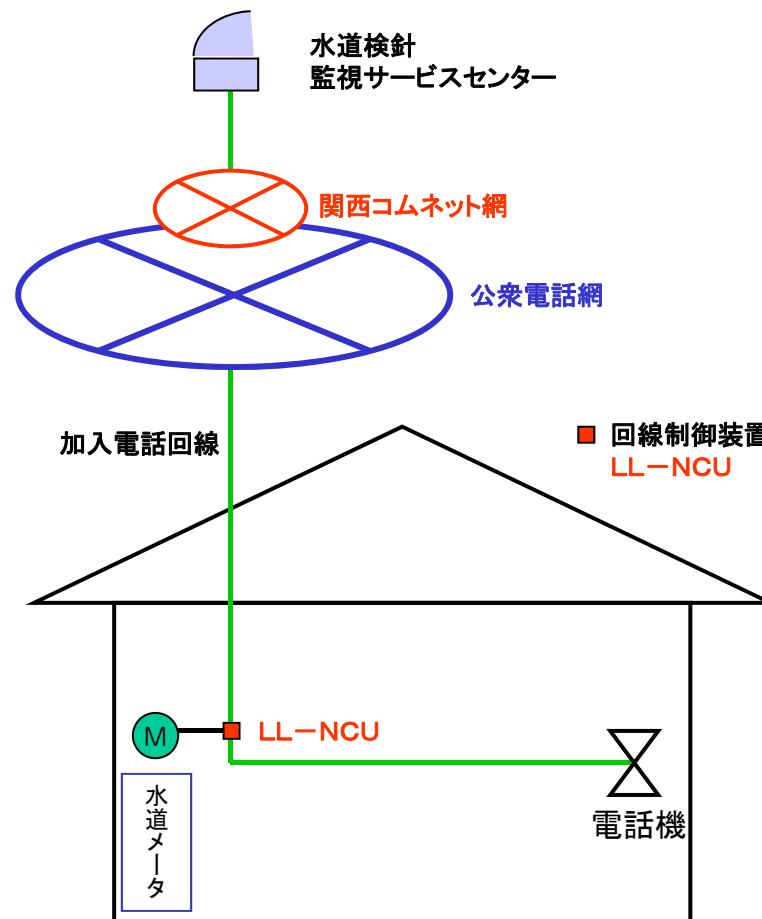 水道検針
監視サービスセンター
関西コムネット網
公衆電話網
加入電話回線
回線制御装置
LL－NCU
M
LL－NCU
水道メータ
電話機